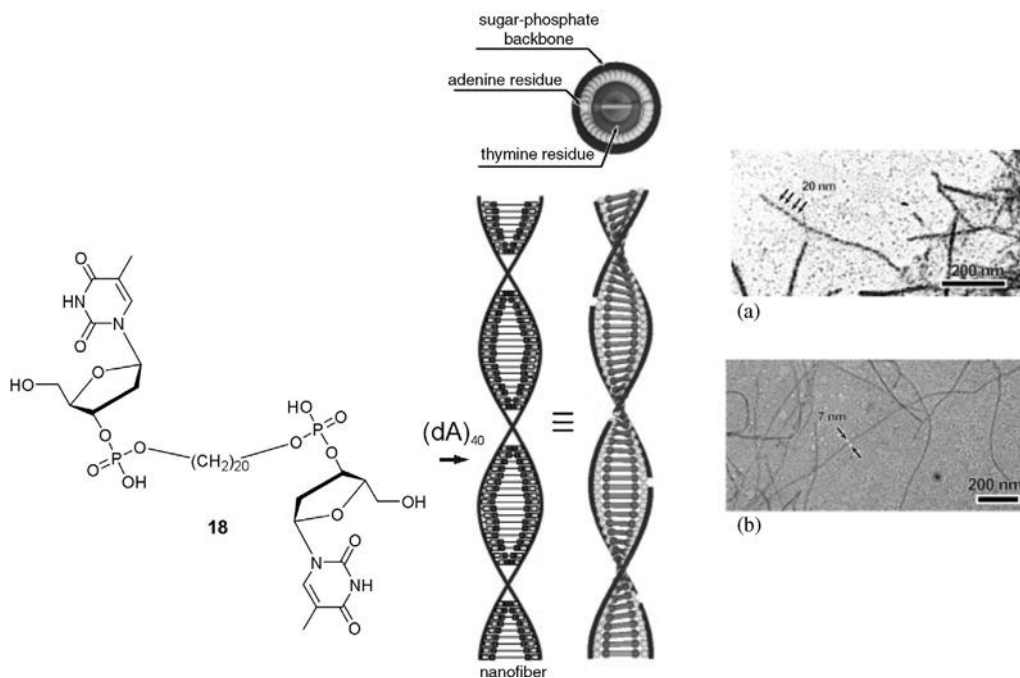 sugar-phosphate
backbone
adenine residue
thymine residue
20 nm
200 nm
(a)
7 nm
200 nm
(b)
O
NH
O
N
HO
O
O
O
P
O
OH
(CH₂)₂₀
HO
O
P
O
O
O
OH
N
O
NH
O
18
(dA)₄₀
≡
nanofiber